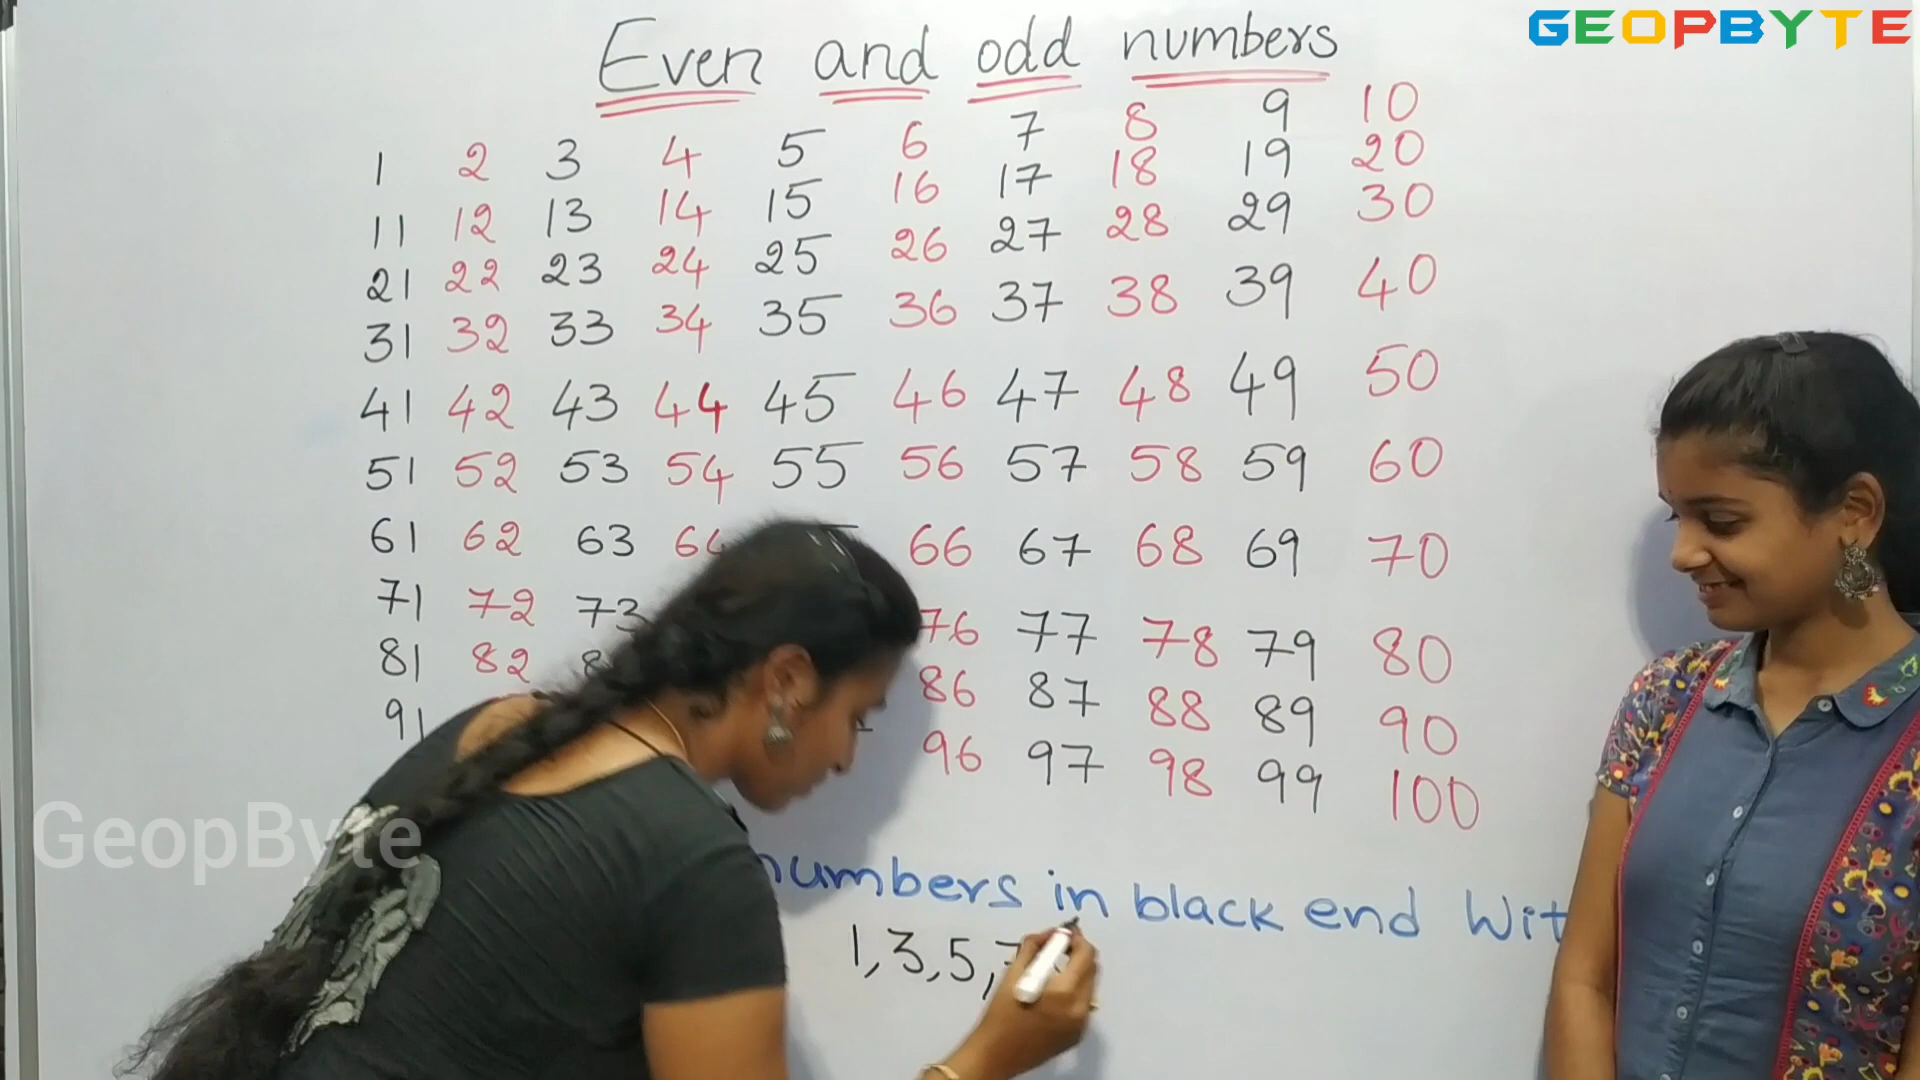 GEOPBYTE
Even and odd numbers
1 2 3 4 5 6 7 8 9 10
11 12 13 14 15 16 17 18 19 20
21 22 23 24 25 26 27 28 29 30
31 32 33 34 35 36 37 38 39 40
41 42 43 44 45 46 47 48 49 50
51 52 53 54 55 56 57 58 59 60
61 62 63 66 67 68 69 70
71 72 73 76 77 78 79 80
81 82 86 87 88 89 90
91 96 97 98 99 100
GeopByte
numbers in black end Wit
1,3,5,7